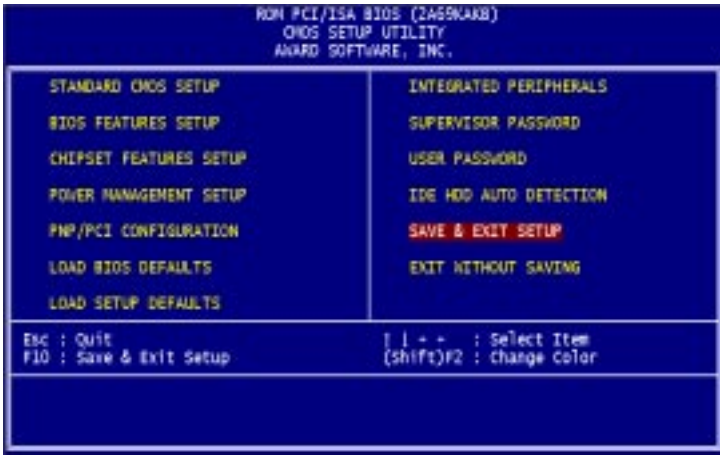 ROM PCI/ISA BIOS (2A69KAKB)
CMOS SETUP UTILITY
AWARD SOFTWARE, INC.
STANDARD CMOS SETUP
BIOS FEATURES SETUP
CHIPSET FEATURES SETUP
POWER MANAGEMENT SETUP
PNP/PCI CONFIGURATION
LOAD BIOS DEFAULTS
LOAD SETUP DEFAULTS
INTEGRATED PERIPHERALS
SUPERVISOR PASSWORD
USER PASSWORD
IDE HDD AUTO DETECTION
SAVE & EXIT SETUP
EXIT WITHOUT SAVING
Esc : Quit
F10 : Save & Exit Setup
↑ ↓ → ← : Select Item
(Shift)F2 : Change Color